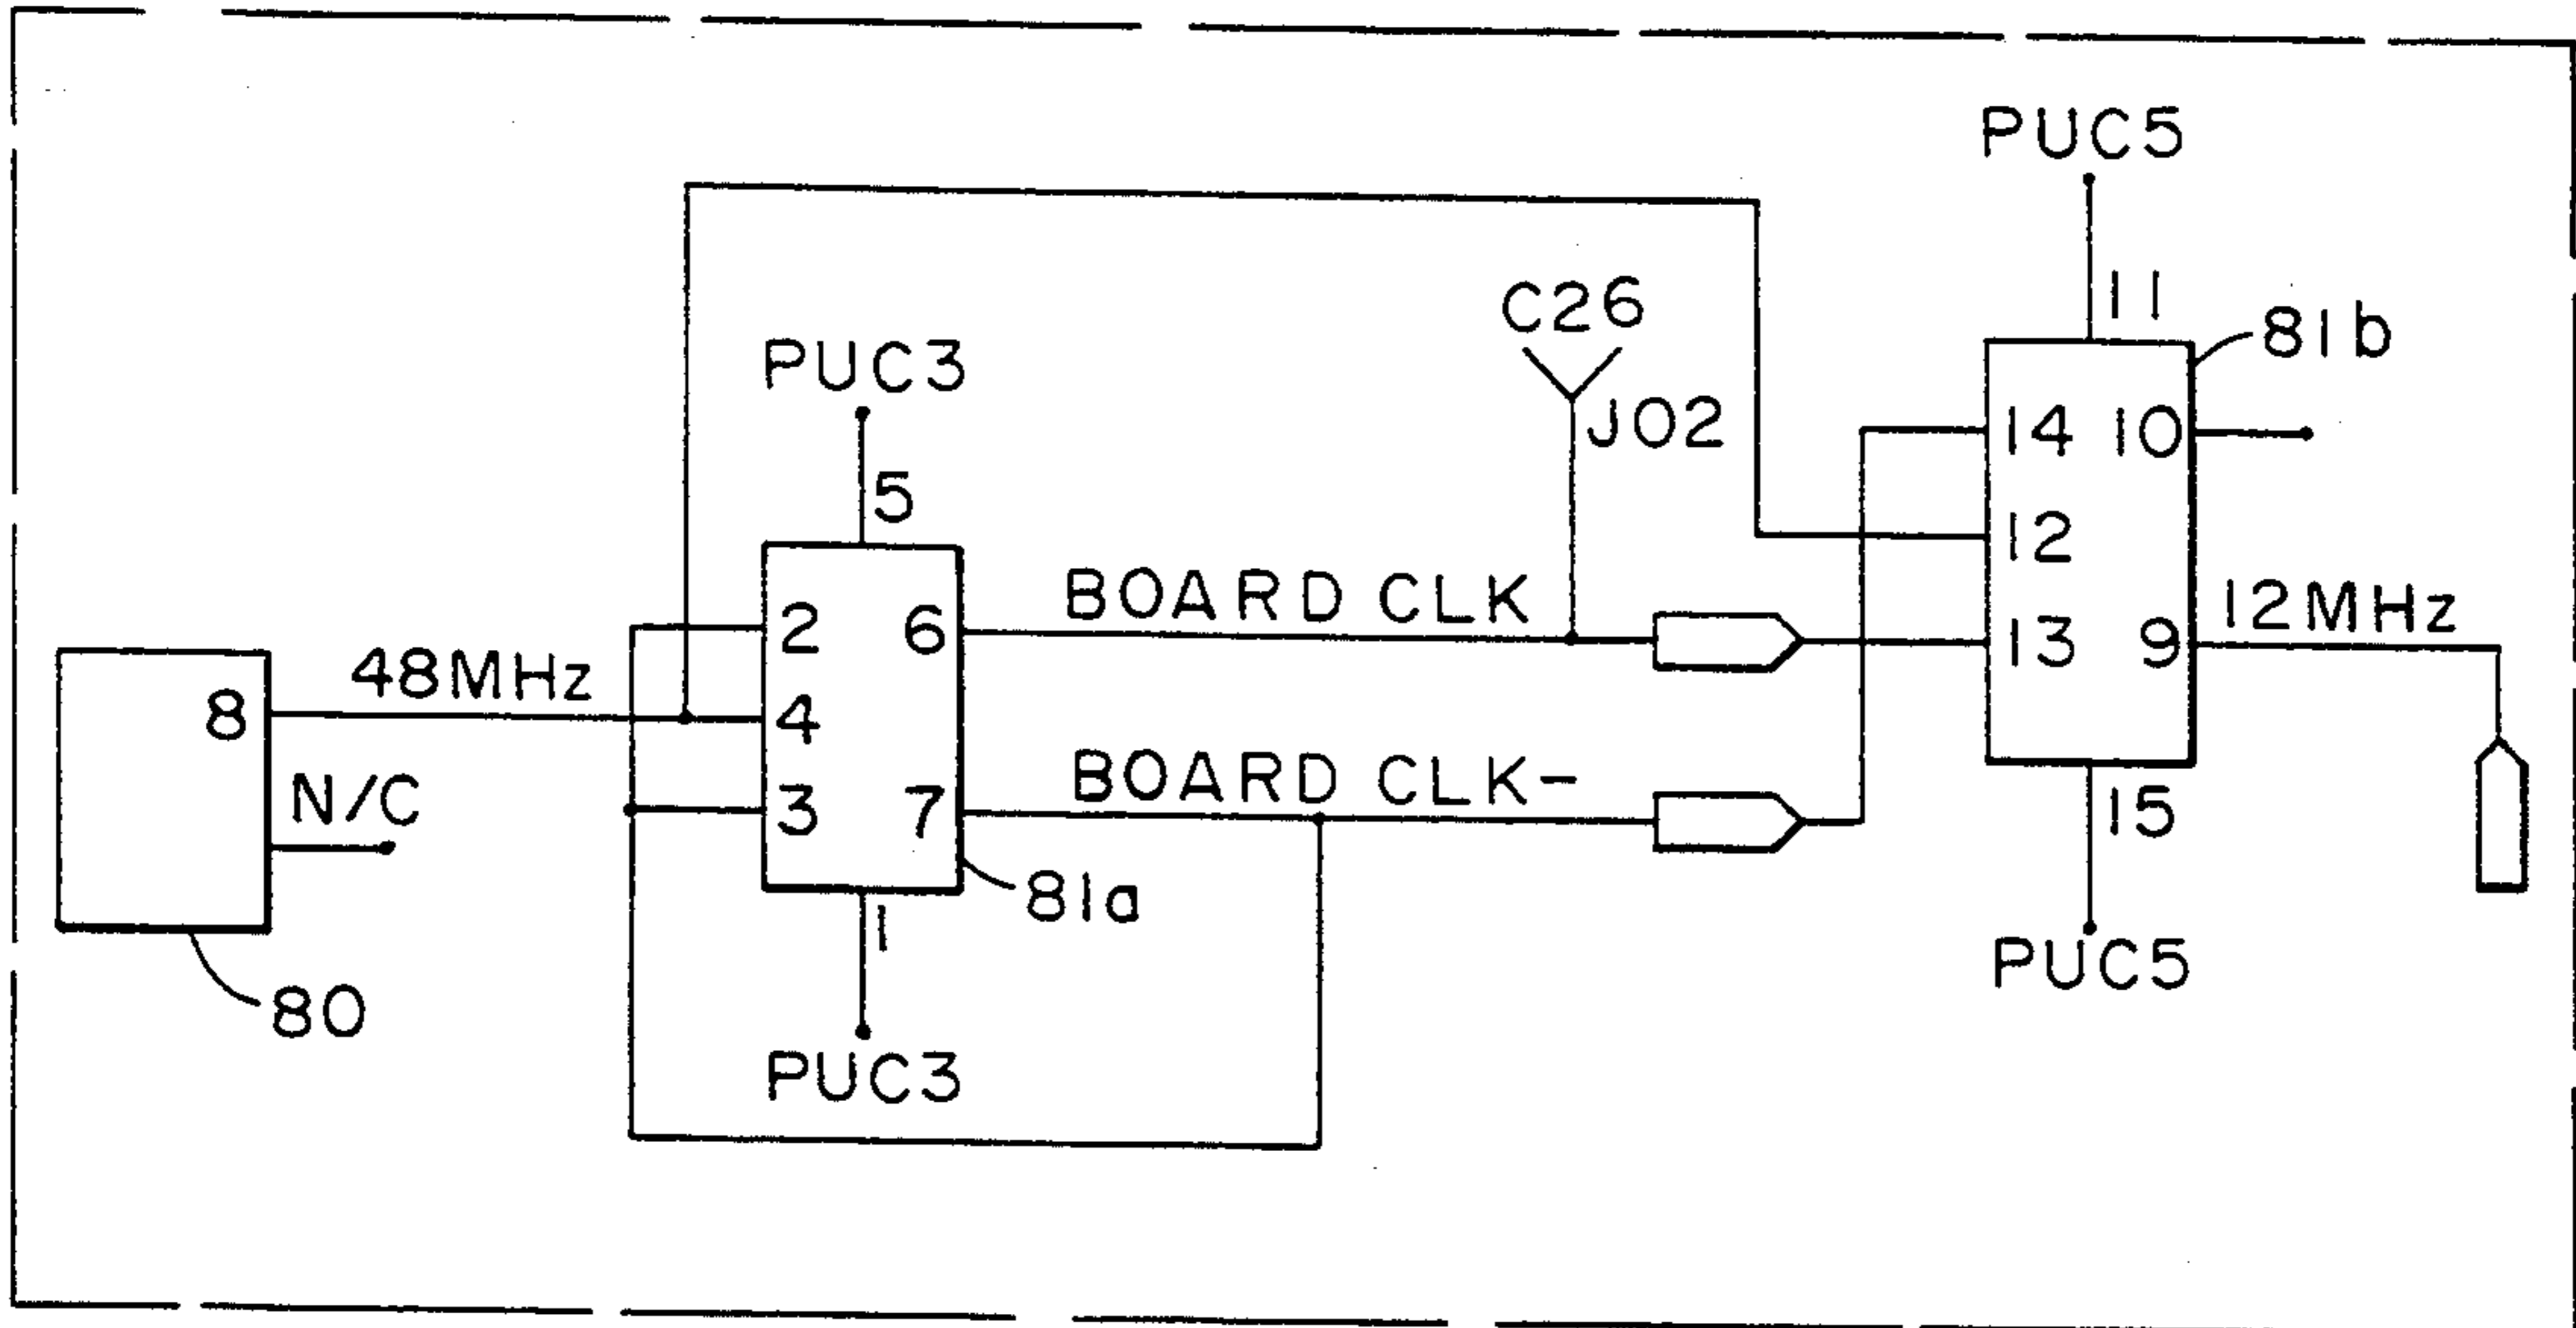 PUC5
11
81b
C26
J02
PUC3
5
14 10
12
13 9
12MHz
15
PUC5
BOARD CLK
2 6
4
3 7
BOARD CLK-
48MHz
8
N/C
81a
1
80
PUC3